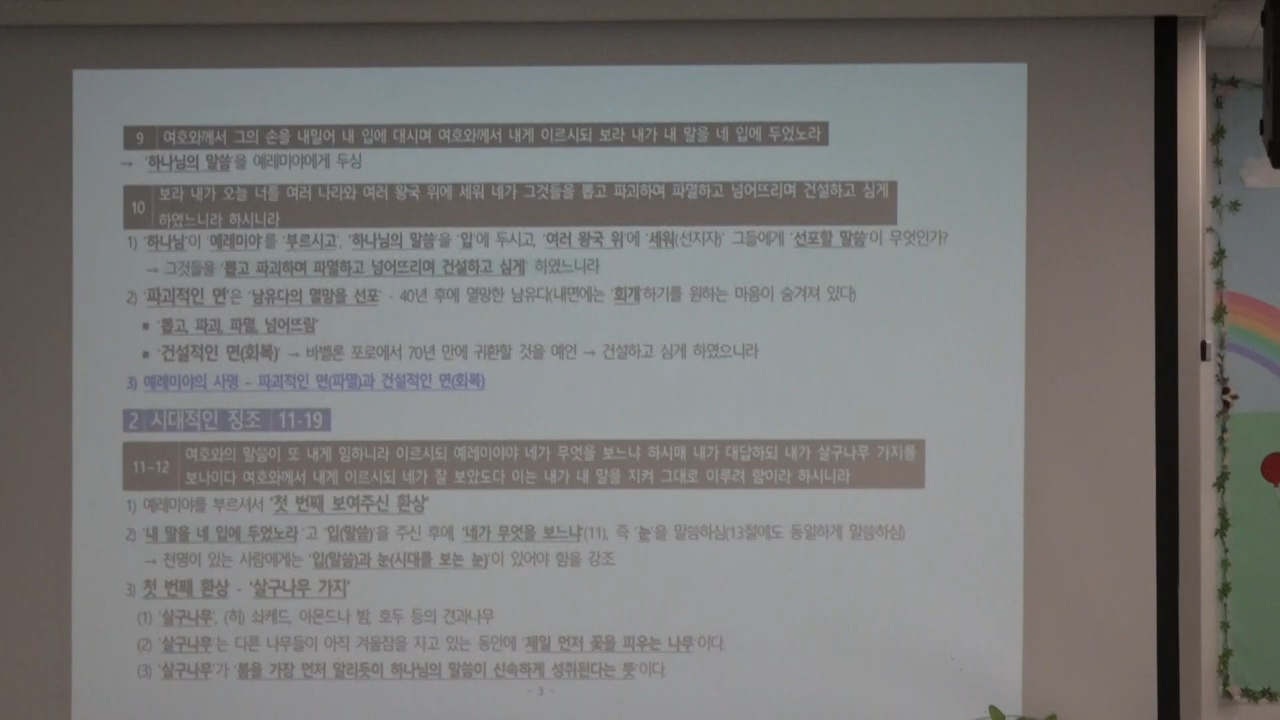 9 여호와께서 그의 손을 내밀어 내 입에 대시며 여호와께서 내게 이르시되 보라 내가 내 말을 네 입에 두었노라
→ '하나님의 말씀'을 예레미야에게 두심
10 보라 내가 오늘 너를 여러 나라와 여러 왕국 위에 세워 네가 그것들을 뽑고 파괴하며 파멸하고 넘어뜨리며 건설하고 심게
하였느니라 하시니라
1) '하나님'이 '예레미야'를 '부르시고', '하나님의 말씀'을 '입'에 두시고, '여러 왕국 위'에 '세워(선지자)' 그들에게 '선포할 말씀'이 무엇인가?
→ 그것들을 '뽑고 파괴하며 파멸하고 넘어뜨리며 건설하고 심게' 하였느니라
2) '파괴적인 면'은 '남유다의 멸망을 선포' - 40년 후에 멸망한 남유다(내면에는 '회개'하기를 원하는 마음이 숨겨져 있다)
▪ '뽑고, 파괴, 파멸, 넘어뜨림'
▪ '건설적인 면(회복)' → 바벨론 포로에서 70년 만에 귀환할 것을 예언 → 건설하고 심게 하였으니라
3) 예레미야의 사명 - 파괴적인 면(파멸)과 건설적인 면(회복)
2 시대적인 징조 11-19
11-12 여호와의 말씀이 또 내게 임하니라 이르시되 예레미야야 네가 무엇을 보느냐 하시매 내가 대답하되 내가 살구나무 가지를
보나이다 여호와께서 내게 이르시되 네가 잘 보았도다 이는 내가 내 말을 지켜 그대로 이루려 함이라 하시니라
1) 예레미야를 부르셔서 '첫 번째 보여주신 환상'
2) '내 말을 네 입에 두었노라'고 '입(말씀)'을 주신 후에 '네가 무엇을 보느냐'(11), 즉 '눈'을 말씀하심(13절에도 동일하게 말씀하심)
→ 전명이 있는 사람에게는 '입(말씀)과 눈(시대를 보는 눈)'이 있어야 함을 강조
3) 첫 번째 환상 - '살구나무 가지'
(1) '살구나무', (히) 솨케드, 아몬드나 밤, 호두 등의 견과나무
(2) '살구나무'는 다른 나무들이 아직 겨울잠을 자고 있는 동안에 '제일 먼저 꽃을 피우는 나무'이다
(3) '살구나무'가 '봄을 가장 먼저 알리듯이 하나님의 말씀이 신속하게 성취된다는 뜻'이다
- 3 -